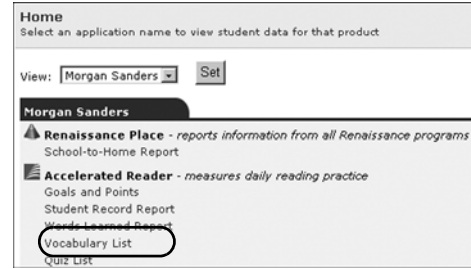 Home
Select an application name to view student data for that product
View: Morgan Sanders Set
Morgan Sanders
Renaissance Place - reports information from all Renaissance programs
School-to-Home Report
Accelerated Reader - measures daily reading practice
Goals and Points
Student Record Report
Words Learned Report
Vocabulary List
Quiz List